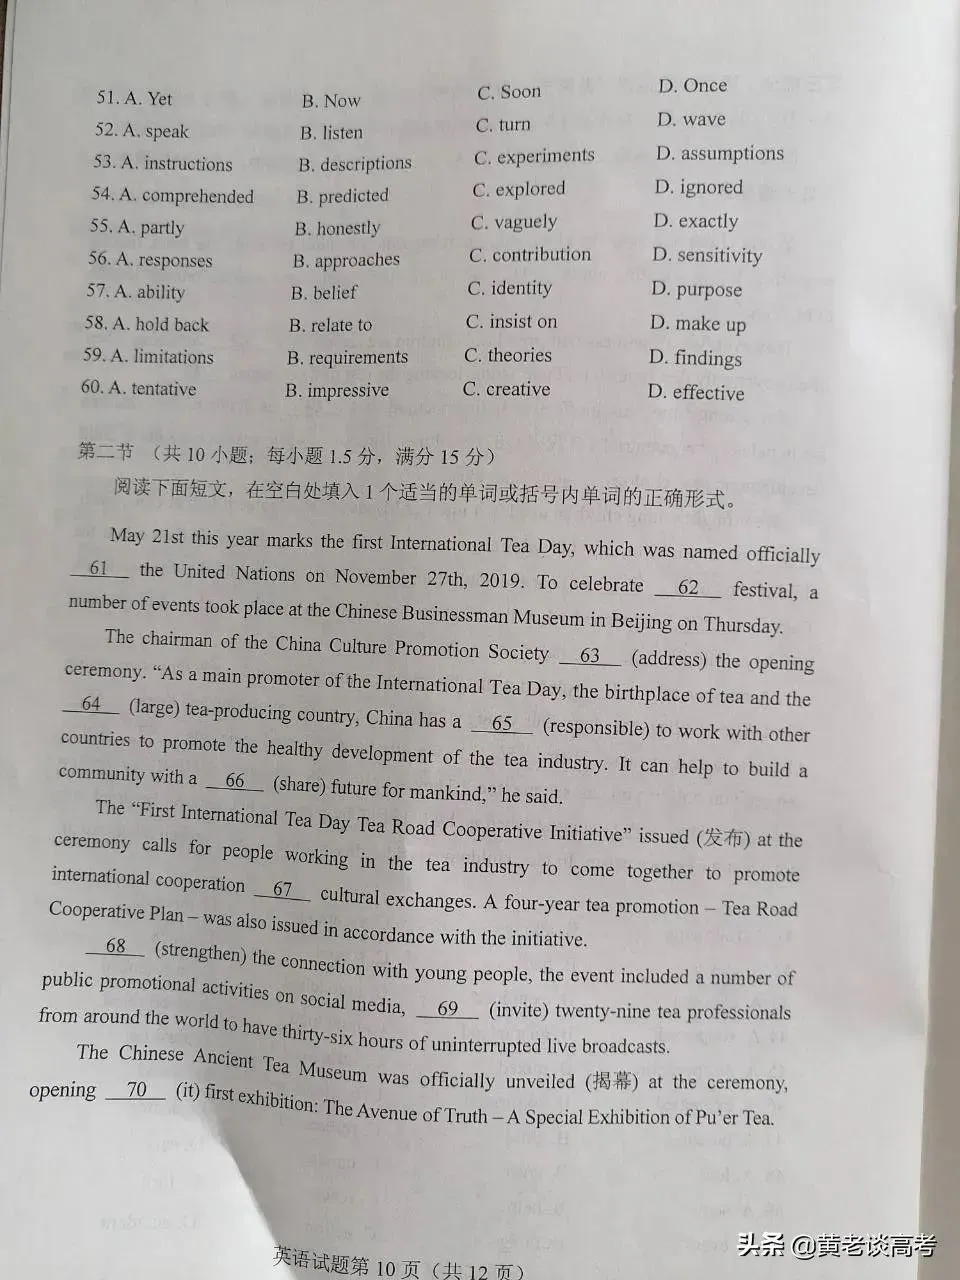 51. A. Yet B. Now C. Soon D. Once
52. A. speak B. listen C. turn D. wave
53. A. instructions B. descriptions C. experiments D. assumptions
54. A. comprehended B. predicted C. explored D. ignored
55. A. partly B. honestly C. vaguely D. exactly
56. A. responses B. approaches C. contribution D. sensitivity
57. A. ability B. belief C. identity D. purpose
58. A. hold back B. relate to C. insist on D. make up
59. A. limitations B. requirements C. theories D. findings
60. A. tentative B. impressive C. creative D. effective
第二节 （共 10 小题；每小题 1.5 分，满分 15 分）
阅读下面短文，在空白处填入 1 个适当的单词或括号内单词的正确形式。
May 21st this year marks the first International Tea Day, which was named officially
61 the United Nations on November 27th, 2019. To celebrate 62 festival, a
number of events took place at the Chinese Businessman Museum in Beijing on Thursday.
The chairman of the China Culture Promotion Society 63 (address) the opening
ceremony. “As a main promoter of the International Tea Day, the birthplace of tea and the
64 (large) tea-producing country, China has a 65 (responsible) to work with other
countries to promote the healthy development of the tea industry. It can help to build a
community with a 66 (share) future for mankind,” he said.
The “First International Tea Day Tea Road Cooperative Initiative” issued (发布) at the
ceremony calls for people working in the tea industry to come together to promote
international cooperation 67 cultural exchanges. A four-year tea promotion – Tea Road
Cooperative Plan – was also issued in accordance with the initiative.
68 (strengthen) the connection with young people, the event included a number of
public promotional activities on social media, 69 (invite) twenty-nine tea professionals
from around the world to have thirty-six hours of uninterrupted live broadcasts.
The Chinese Ancient Tea Museum was officially unveiled (揭幕) at the ceremony,
opening 70 (it) first exhibition: The Avenue of Truth – A Special Exhibition of Pu’er Tea.
英语试题第 10 页（共 12 页）
头条 @黄老谈高考